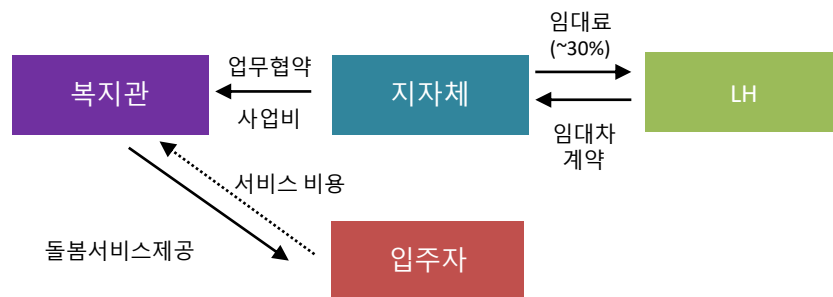 임대료
(~30%)
업무협약
복지관
지자체
LH
사업비
임대차
계약
서비스 비용
돌봄서비스제공
입주자